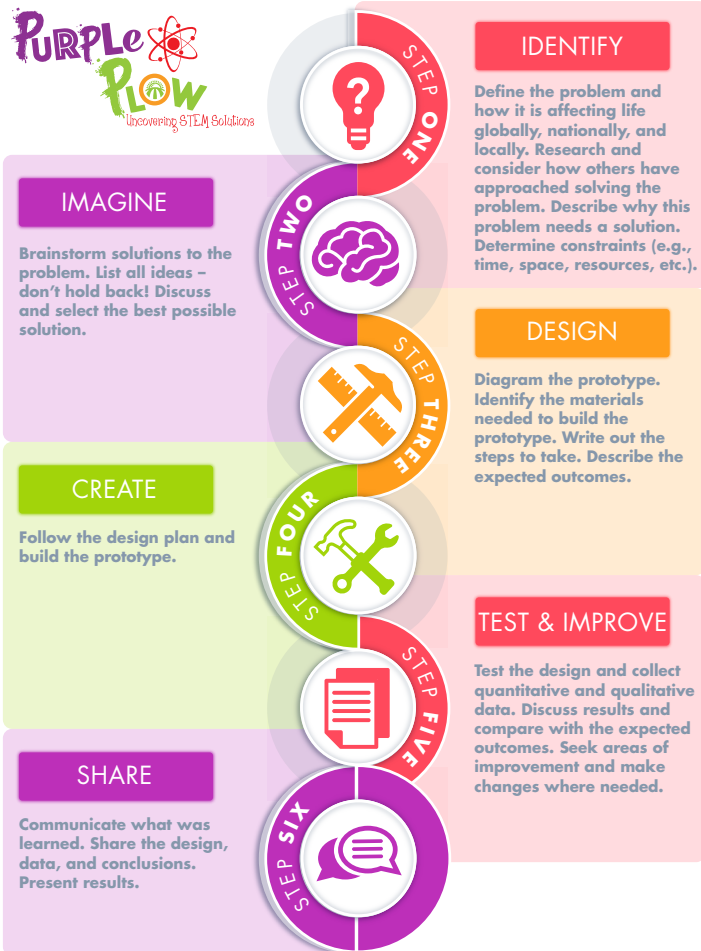 PURPLE
PLOW
Uncovering STEM Solutions
STEP ONE
?
IDENTIFY
Define the problem and
how it is affecting life
globally, nationally, and
locally. Research and
consider how others have
approached solving the
problem. Describe why this
problem needs a solution.
Determine constraints (e.g.,
time, space, resources, etc.).
STEP TWO
IMAGINE
Brainstorm solutions to the
problem. List all ideas –
don’t hold back! Discuss
and select the best possible
solution.
STEP THREE
DESIGN
Diagram the prototype.
Identify the materials
needed to build the
prototype. Write out the
steps to take. Describe the
expected outcomes.
STEP FOUR
CREATE
Follow the design plan and
build the prototype.
STEP FIVE
TEST & IMPROVE
Test the design and collect
quantitative and qualitative
data. Discuss results and
compare with the expected
outcomes. Seek areas of
improvement and make
changes where needed.
STEP SIX
SHARE
Communicate what was
learned. Share the design,
data, and conclusions.
Present results.